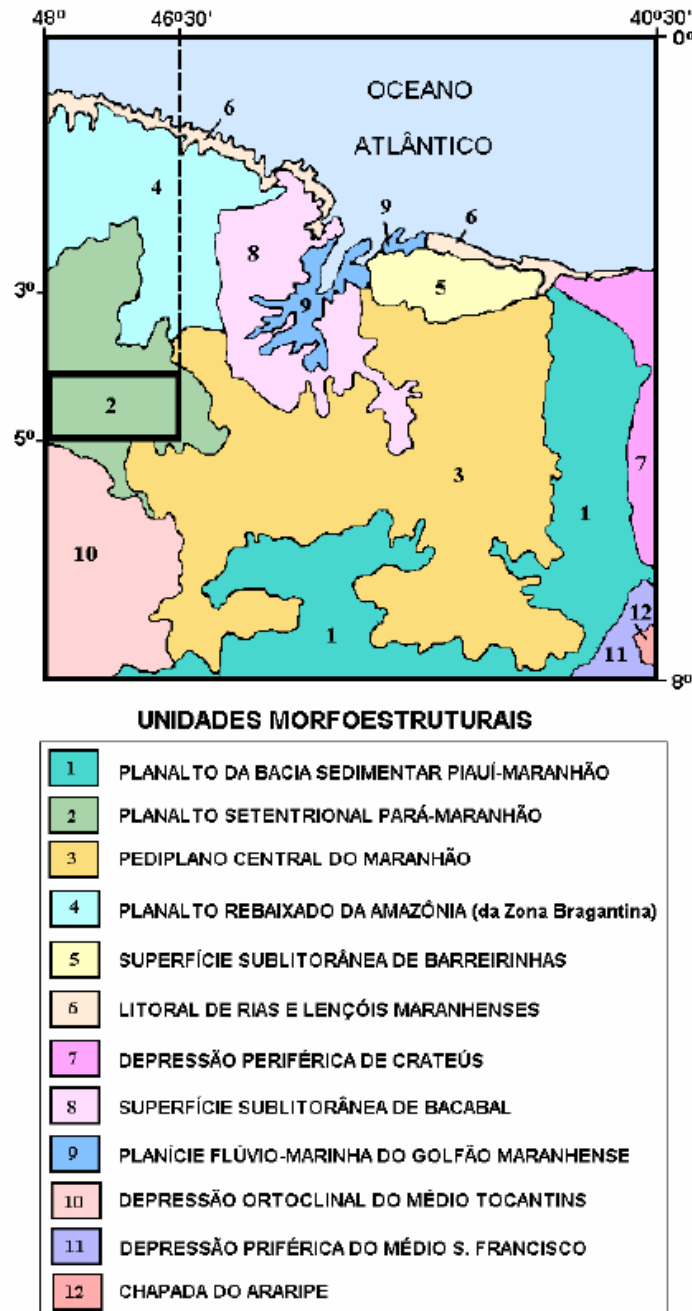 48º 46º30' 40º30'
0º
OCEANO
ATLÂNTICO
6
4
9
6
8
3º
5
9
2
5º
3
7
1
10
12
1
11
8º
UNIDADES MORFOESTRUTURAIS
1 PLANALTO DA BACIA SEDIMENTAR PIAUÍ-MARANHÃO
2 PLANALTO SETENTRIONAL PARÁ-MARANHÃO
3 PEDIPLANO CENTRAL DO MARANHÃO
4 PLANALTO REBAIXADO DA AMAZÔNIA (da Zona Bragantina)
5 SUPERFÍCIE SUBLITORÂNEA DE BARREIRINHAS
6 LITORAL DE RIAS E LENÇÓIS MARANHENSES
7 DEPRESSÃO PERIFÉRICA DE CRATEÚS
8 SUPERFÍCIE SUBLITORÂNEA DE BACABAL
9 PLANÍCIE FLÚVIO-MARINHA DO GOLFÃO MARANHENSE
10 DEPRESSÃO ORTOCLINAL DO MÉDIO TOCANTINS
11 DEPRESSÃO PRIFÉRICA DO MÉDIO S. FRANCISCO
12 CHAPADA DO ARARIPE